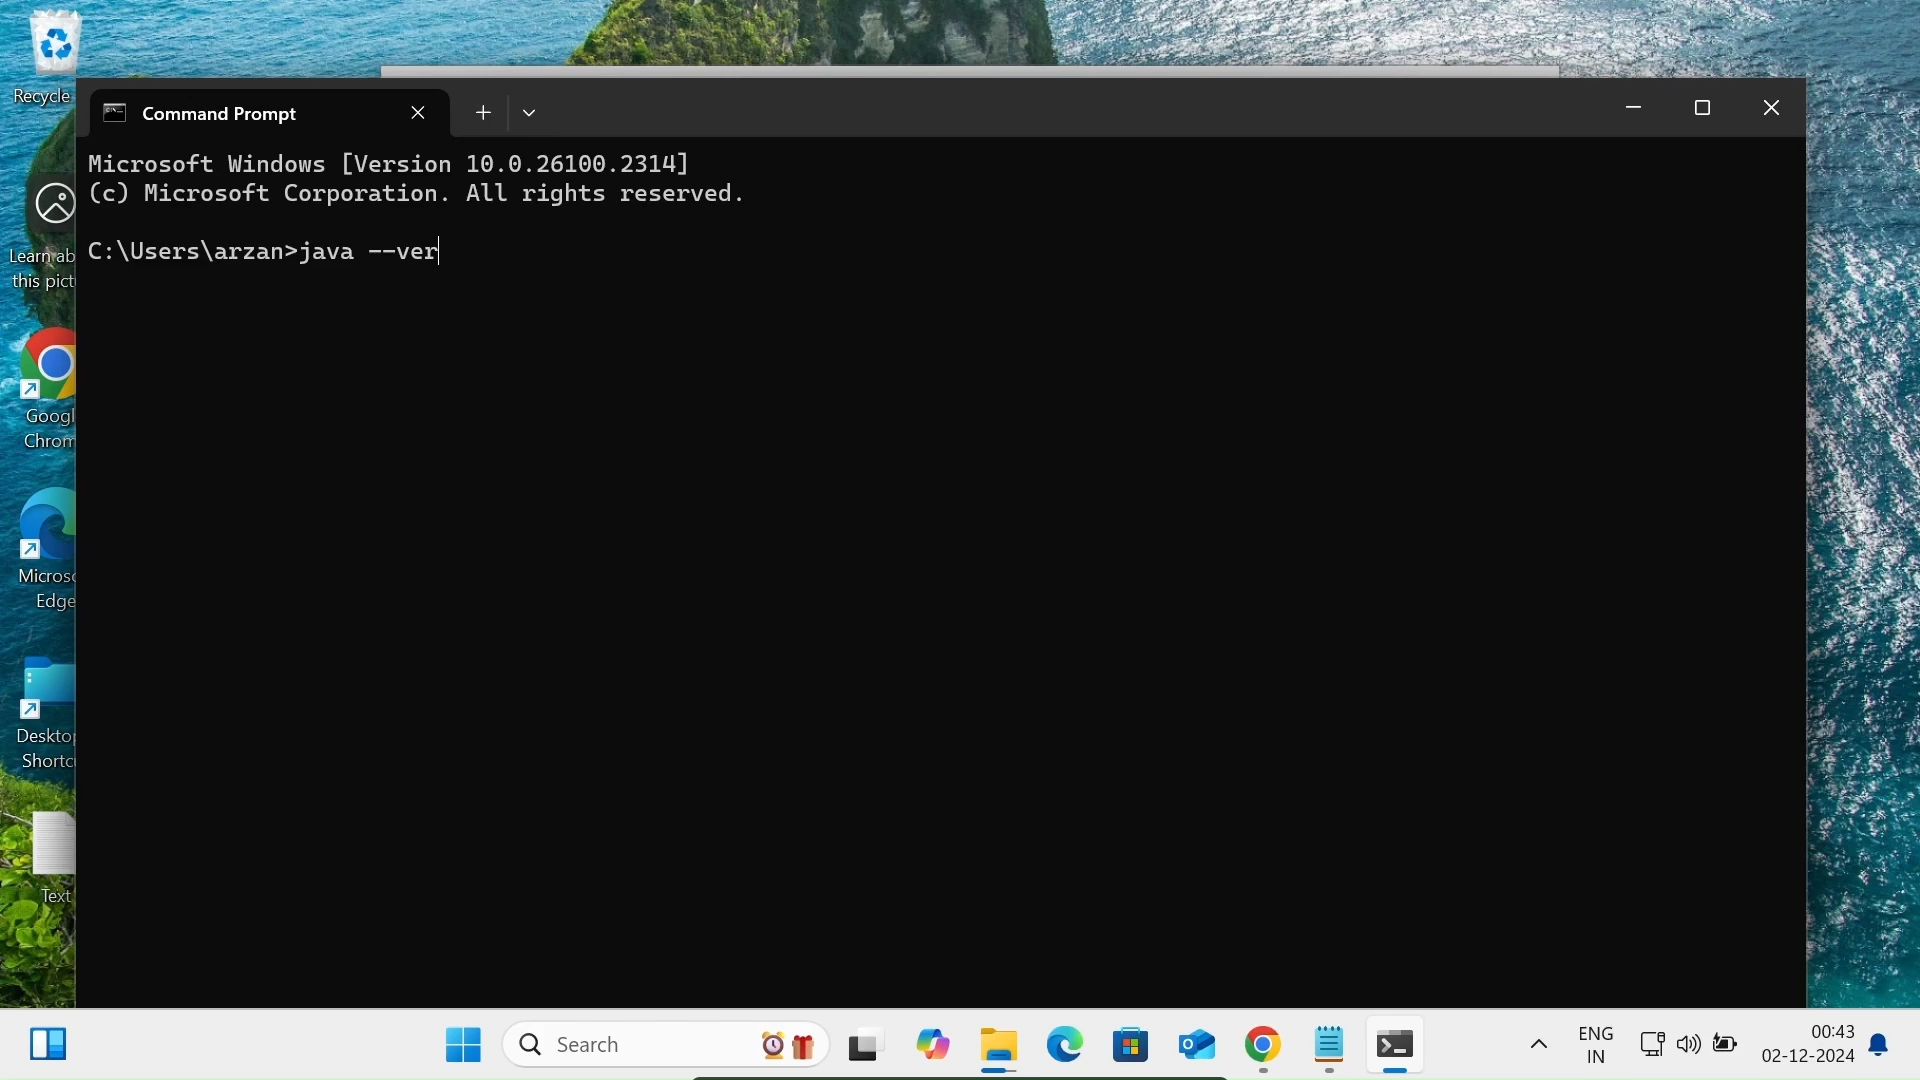 Recycle
Learn ab
this pict
Googl
Chrom
Micros
Edge
Desktop
Shortc
Text
Command Prompt
Microsoft Windows [Version 10.0.26100.2314]
(c) Microsoft Corporation. All rights reserved.
C:\Users\arzan>java --ver
Search
ENG
IN
00:43
02-12-2024